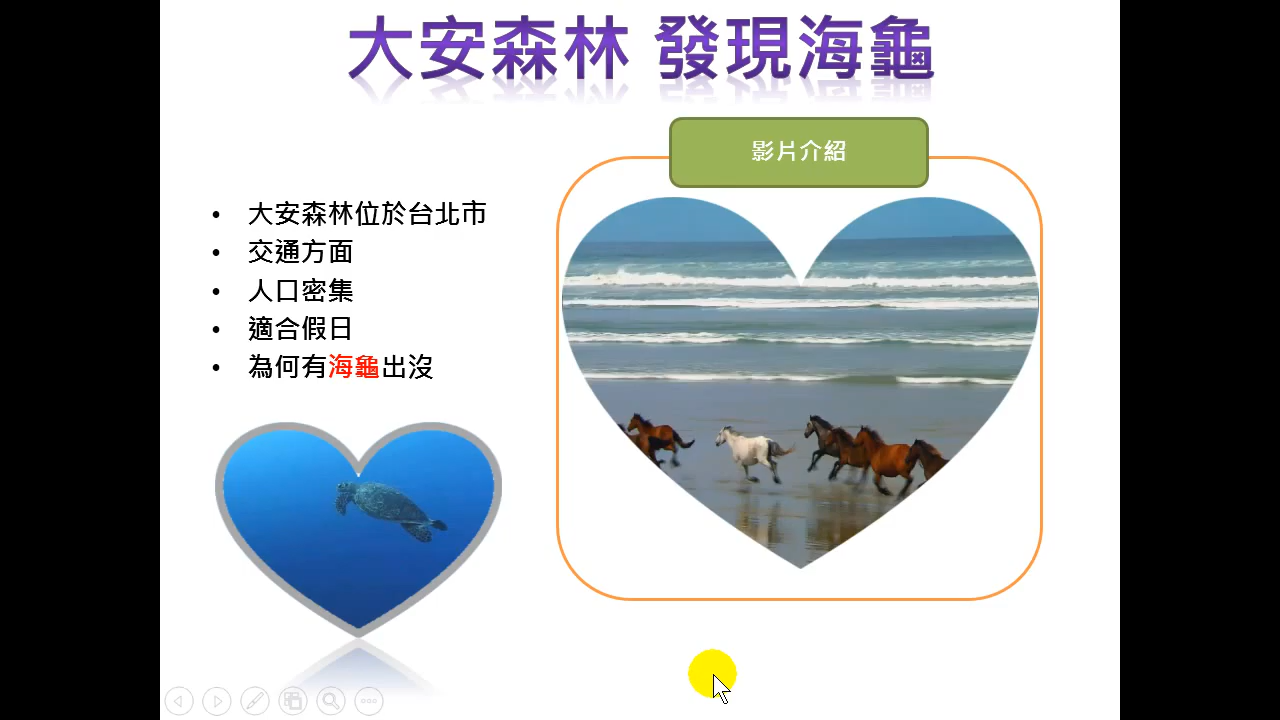 大安森林 發現海龜
影片介紹
• 大安森林位於台北市
• 交通方面
• 人口密集
• 適合假日
• 為何有海龜出沒